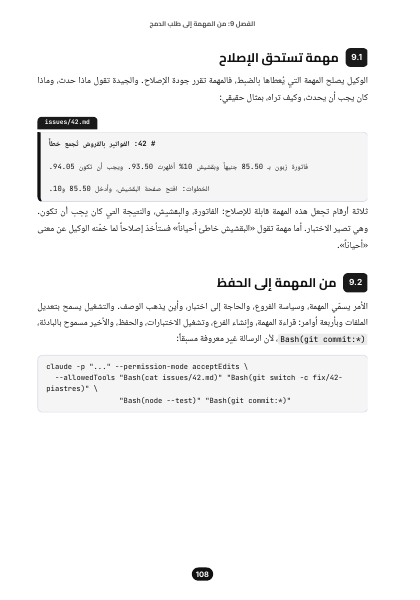 الفصل 9: من المهمة إلى طلب الدمج
9.1 مهمة تستحق الإصلاح
الوكيل يصلح المهمة التي يُعطاها بالضبط، فالمهمة تقرر جودة الإصلاح. والجيدة تقول ماذا حدث، وماذا
كان يجب أن يحدث، وكيف تراه، بمثال حقيقي:
issues/42.md
# 42: الفواتير بالقروش تُجمع خطأً
فاتورة زبون بـ 85.50 جنيهاً وبقشيش 10% أظهرت 93.50. ويجب أن تكون 94.05.
الخطوات: افتح صفحة البقشيش، وأدخل 85.50 و10.
ثلاثة أرقام تجعل هذه المهمة قابلة للإصلاح: الفاتورة، والبقشيش، والنتيجة التي كان يجب أن تكون.
وهي تصير الاختبار. أما مهمة تقول «البقشيش خاطئ أحياناً» فستأخذ إصلاحاً لما خمّنه الوكيل عن معنى
«أحياناً».
9.2 من المهمة إلى الحفظ
الأمر يسمّي المهمة، وسياسة الفروع، والحاجة إلى اختبار، وأين يذهب الوصف. والتشغيل يسمح بتعديل
الملفات وبأربعة أوامر: قراءة المهمة، وإنشاء الفرع، وتشغيل الاختبارات، والحفظ، والأخير مسموح بالبادئة،
Bash(git commit:*)، لأن الرسالة غير معروفة مسبقاً:
claude -p "..." --permission-mode acceptEdits \
--allowedTools "Bash(cat issues/42.md)" "Bash(git switch -c fix/42-
piastres)" \
"Bash(node --test)" "Bash(git commit:*)"
108